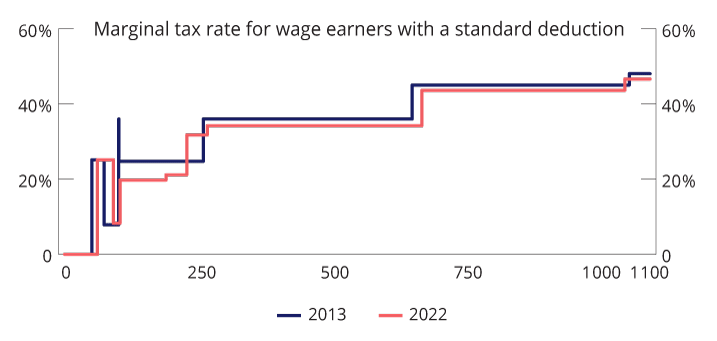 Marginal tax rate for wage earners with a standard deduction
60% 60%
40% 40%
20% 20%
0 0
0 250 500 750 1000 1100
2013 2022